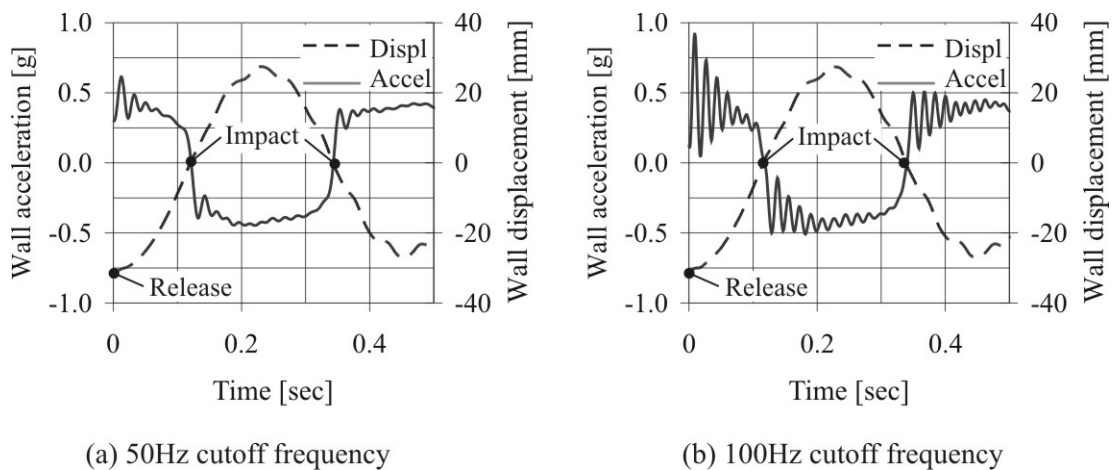 Wall acceleration [g]
1.0
0.5
0.0
-0.5
-1.0
Displ
Accel
Impact
Release
40
20
0
-20
-40
Wall displacement [mm]
0
0.2
0.4
Time [sec]
(a) 50Hz cutoff frequency
Wall acceleration [g]
1.0
0.5
0.0
-0.5
-1.0
Displ
Accel
Impact
Release
40
20
0
-20
-40
Wall displacement [mm]
0
0.2
0.4
Time [sec]
(b) 100Hz cutoff frequency